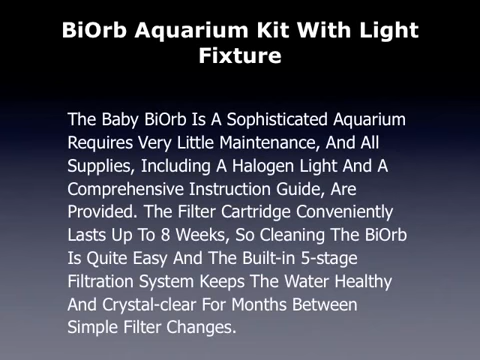 BiOrb Aquarium Kit With Light
Fixture
The Baby BiOrb Is A Sophisticated Aquarium
Requires Very Little Maintenance, And All
Supplies, Including A Halogen Light And A
Comprehensive Instruction Guide, Are
Provided. The Filter Cartridge Conveniently
Lasts Up To 8 Weeks, So Cleaning The BiOrb
Is Quite Easy And The Built-in 5-stage
Filtration System Keeps The Water Healthy
And Crystal-clear For Months Between
Simple Filter Changes.